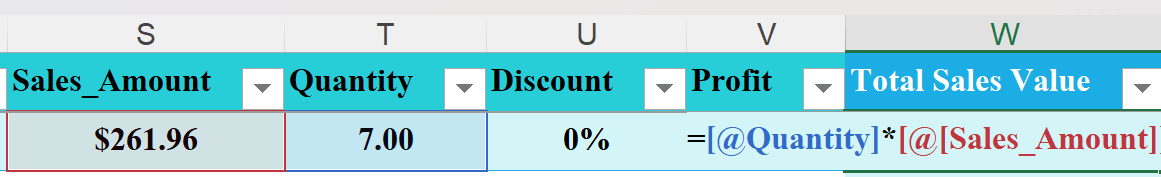 S T U V W
Sales_Amount Quantity Discount Profit Total Sales Value
$261.96 7.00 0% =[@Quantity]*[@[Sales_Amount]]